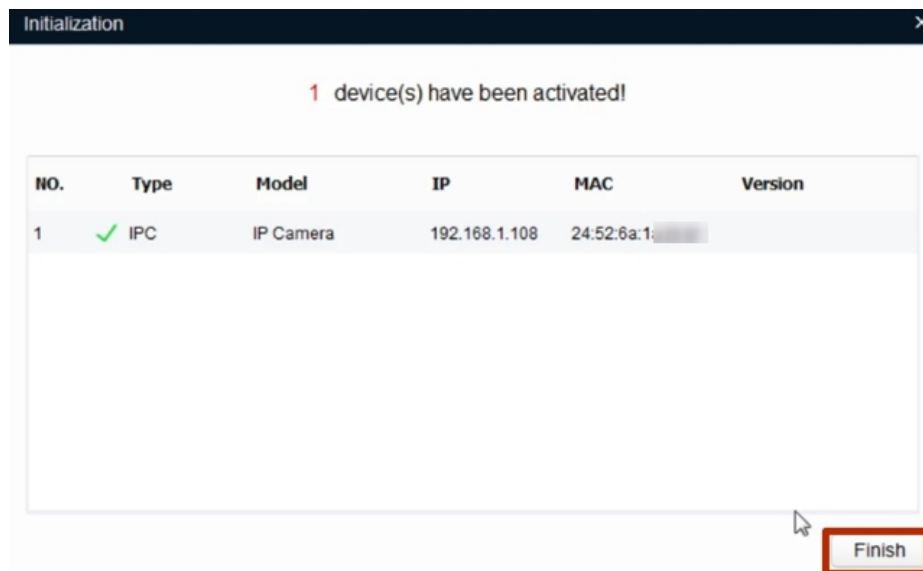 Initialization
1 device(s) have been activated!
NO. Type Model IP MAC Version
1 IPC IP Camera 192.168.1.108 24:52:6a:1
Finish